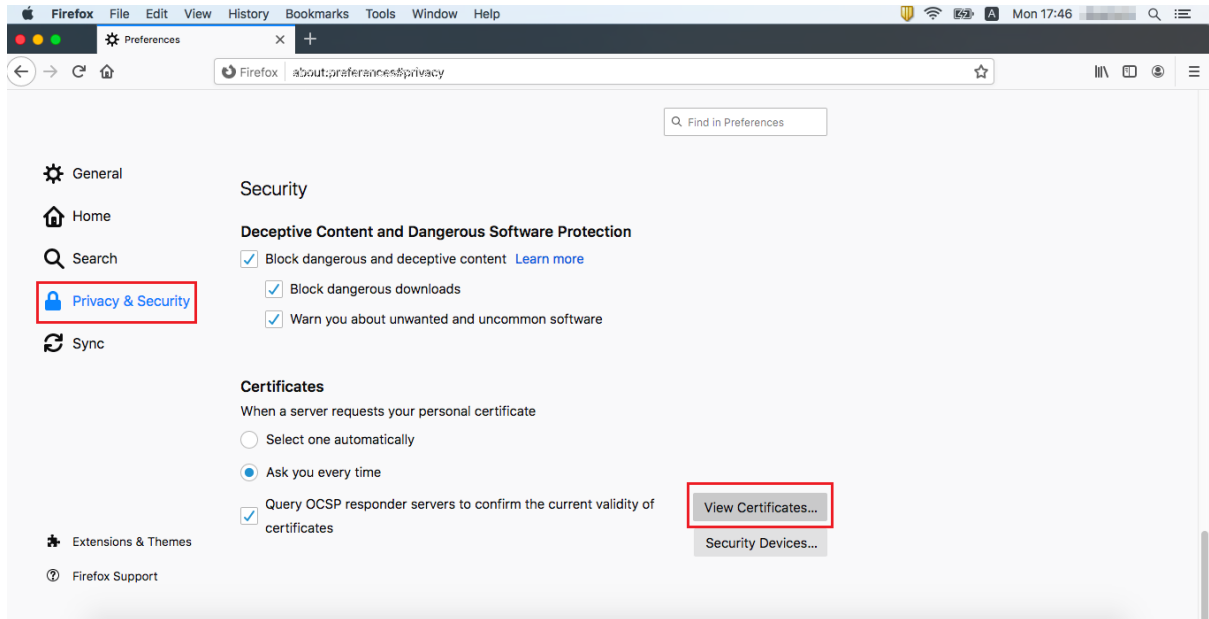 Firefox File Edit View History Bookmarks Tools Window Help A Mon 17:46
Preferences
Firefox about:preferences#privacy
Find in Preferences
General
Home
Search
Privacy & Security
Sync
Extensions & Themes
Firefox Support
Security
Deceptive Content and Dangerous Software Protection
Block dangerous and deceptive content Learn more
Block dangerous downloads
Warn you about unwanted and uncommon software
Certificates
When a server requests your personal certificate
Select one automatically
Ask you every time
Query OCSP responder servers to confirm the current validity of
certificates
View Certificates...
Security Devices...